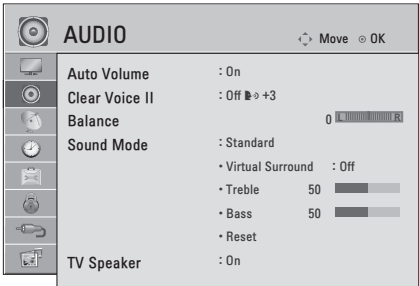 AUDIO
Move OK
Auto Volume : On
Clear Voice II : Off +3
Balance 0 L R
Sound Mode : Standard
• Virtual Surround : Off
• Treble 50
• Bass 50
• Reset
TV Speaker : On